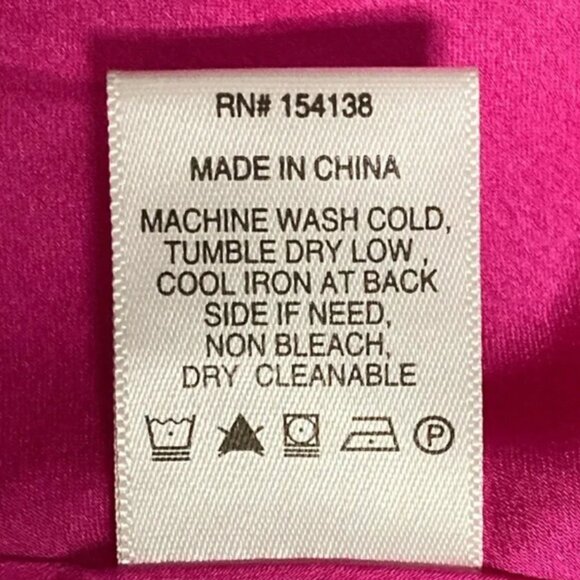 RN# 154138
MADE IN CHINA
MACHINE WASH COLD,
TUMBLE DRY LOW ,
COOL IRON AT BACK
SIDE IF NEED,
NON BLEACH,
DRY CLEANABLE
P